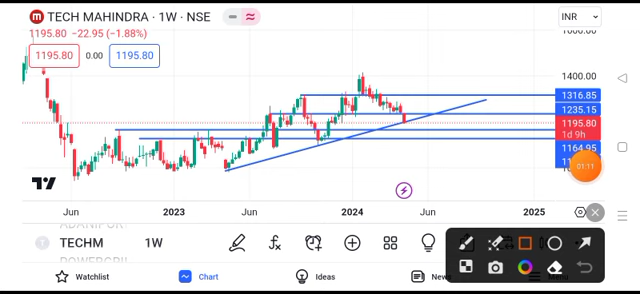 TECH MAHINDRA · 1W · NSE
INR
1195.80 −22.95 (−1.88%)
1195.80 0.00 1195.80
1400.00
1316.85
1235.15
1195.80
1d 9h
1164.95
01:11
Jun 2023 Jun 2024 Jun 2025
TECHM 1W
Watchlist
Chart
Ideas
News
Menu